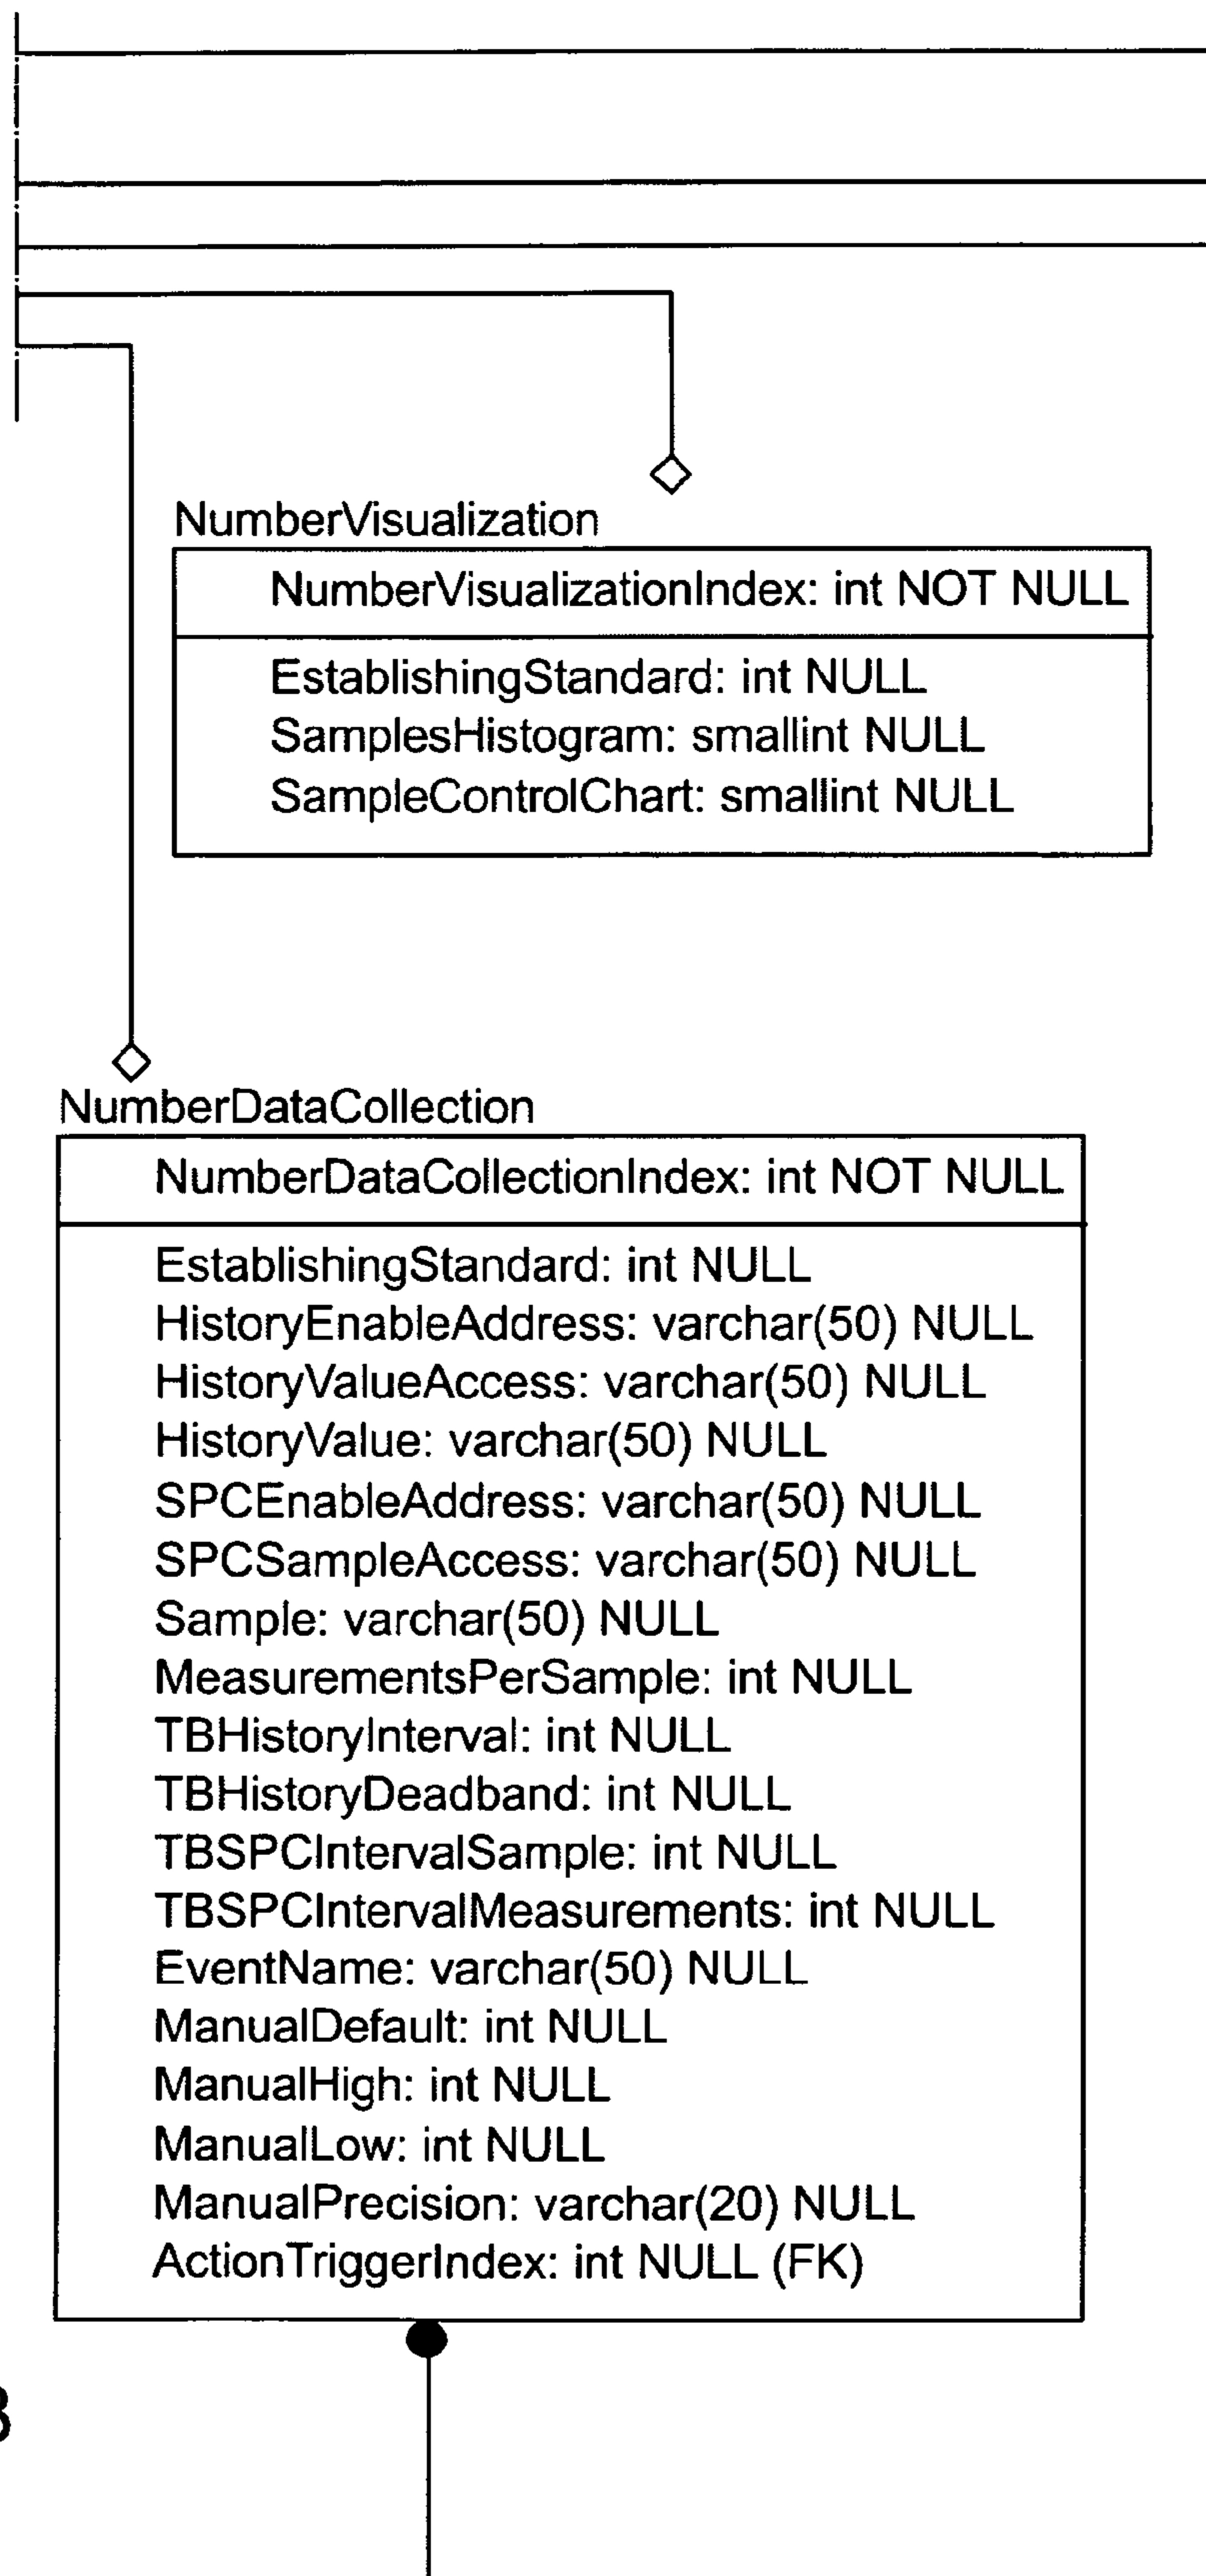 NumberVisualization
NumberVisualizationIndex: int NOT NULL
EstablishingStandard: int NULL
SamplesHistogram: smallint NULL
SampleControlChart: smallint NULL
NumberDataCollection
NumberDataCollectionIndex: int NOT NULL
EstablishingStandard: int NULL
HistoryEnableAddress: varchar(50) NULL
HistoryValueAccess: varchar(50) NULL
HistoryValue: varchar(50) NULL
SPCEnableAddress: varchar(50) NULL
SPCSampleAccess: varchar(50) NULL
Sample: varchar(50) NULL
MeasurementsPerSample: int NULL
TBHistoryInterval: int NULL
TBHistoryDeadband: int NULL
TBSPCIntervalSample: int NULL
TBSPCIntervalMeasurements: int NULL
EventName: varchar(50) NULL
ManualDefault: int NULL
ManualHigh: int NULL
ManualLow: int NULL
ManualPrecision: varchar(20) NULL
ActionTriggerIndex: int NULL (FK)